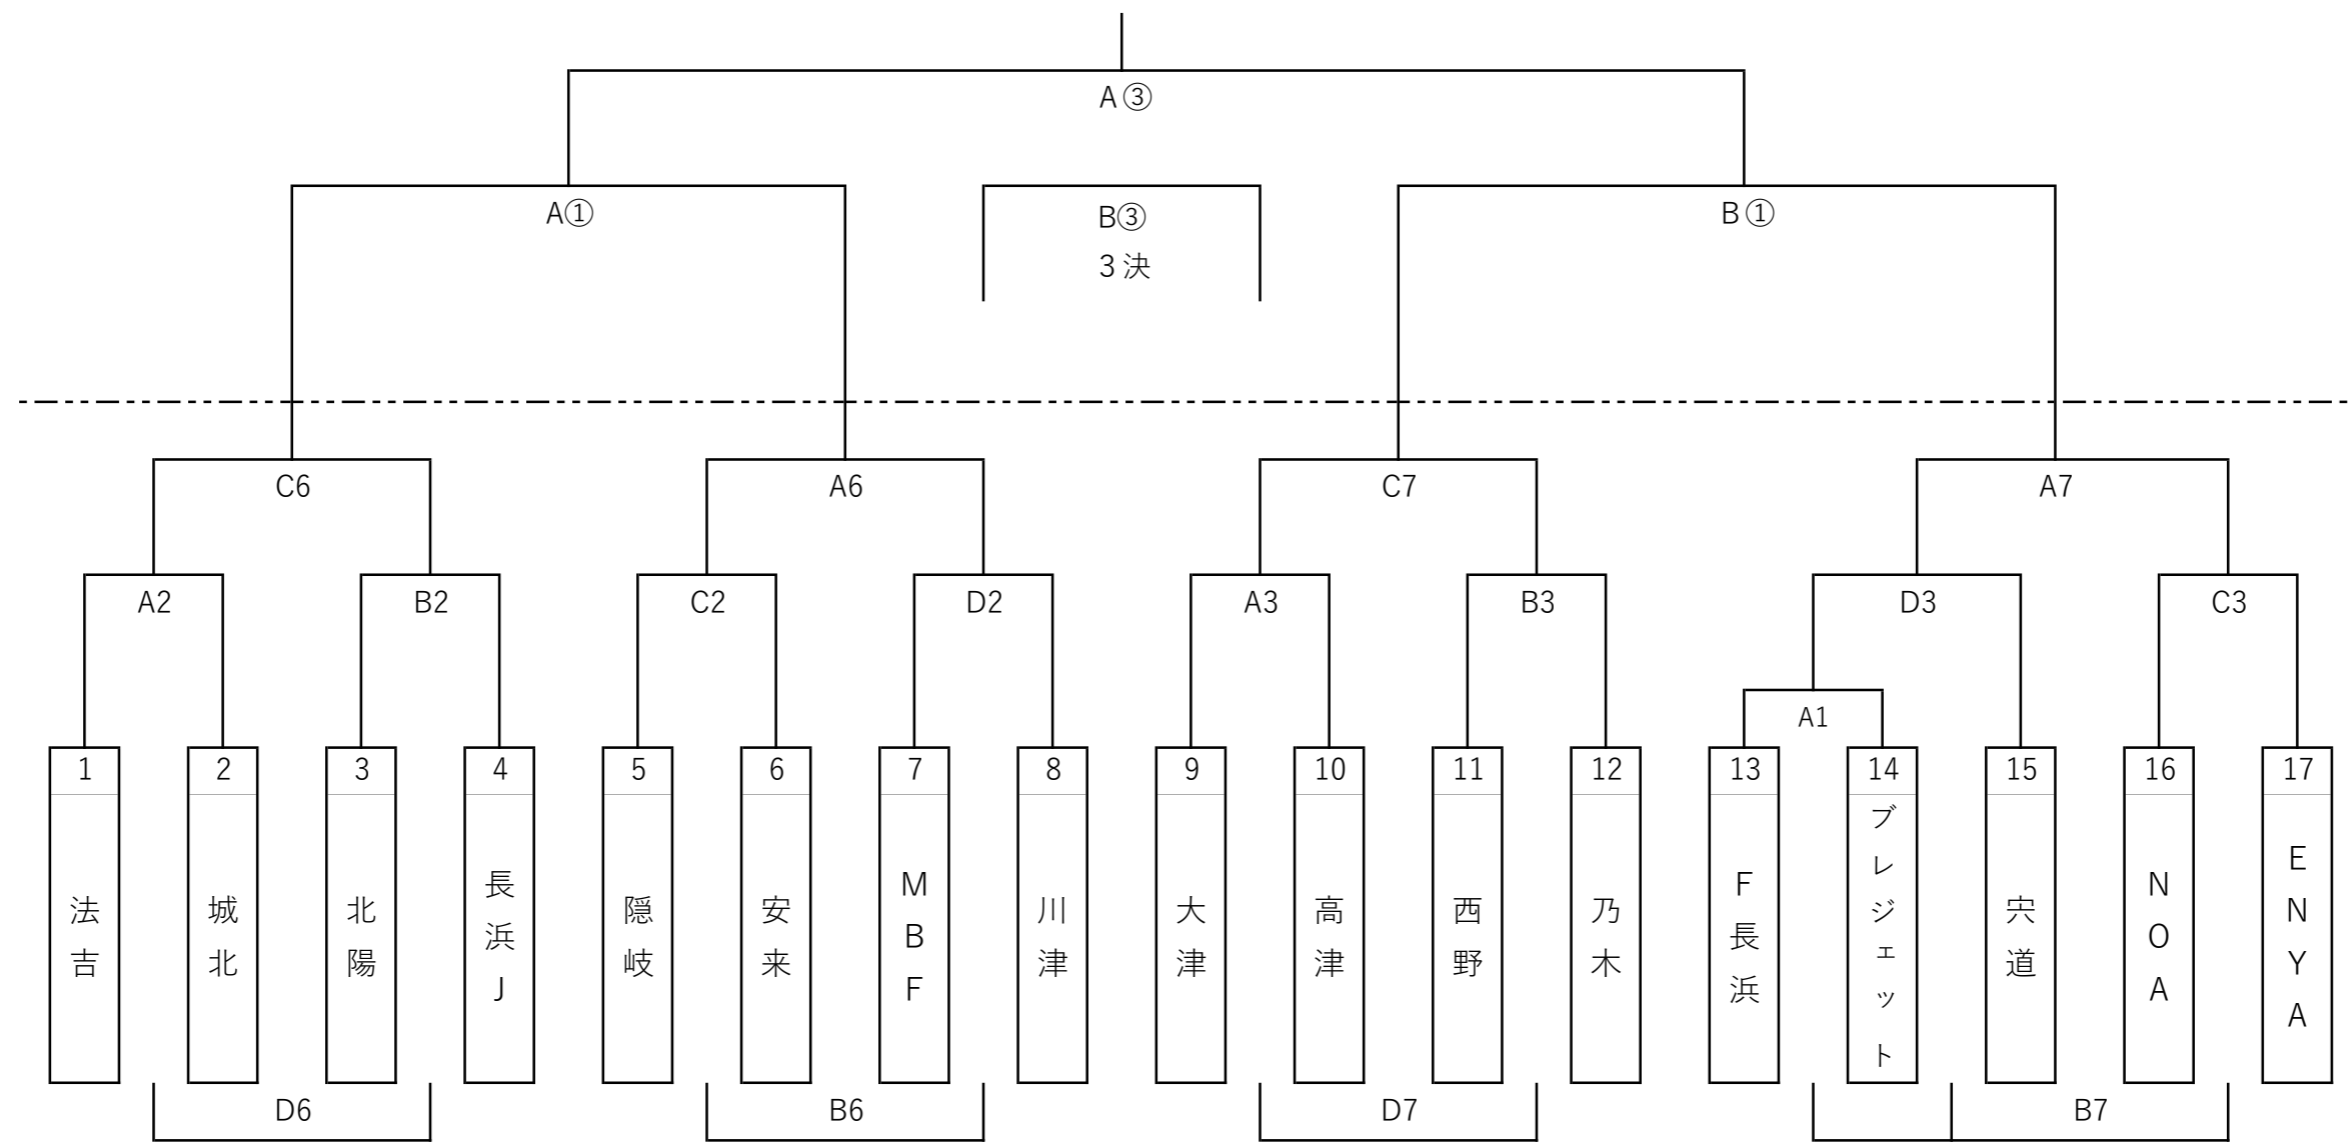 A③
A①
B③
B①
3決
C6
A6
C7
A7
A2
B2
C2
D2
A3
B3
D3
C3
A1
1
2
3
4
5
6
7
8
9
10
11
12
13
14
15
16
17
法吉
城北
北陽
長浜J
隠岐
安来
MBF
川津
大津
高津
西野
乃木
F長浜
ブレジェット
宍道
NOA
ENYA
D6
B6
D7
B7